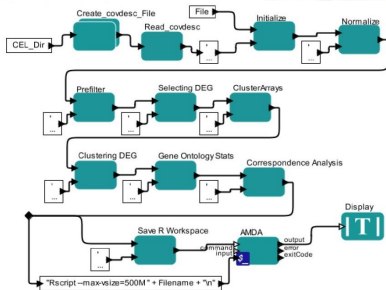 Create_covdesc_File
File
Read_covdesc
Initialize
Normalize
CEL_Dir
Prefilter
Selecting DEG
ClusterArrays
Clustering DEG
Gene Ontology Stats
Correspondence Analysis
Display
Save R Workspace
AMDA
output
command
error
input
exitCode
$_
T
"Rscript --max-vsize=500M " + Filename + "\n"